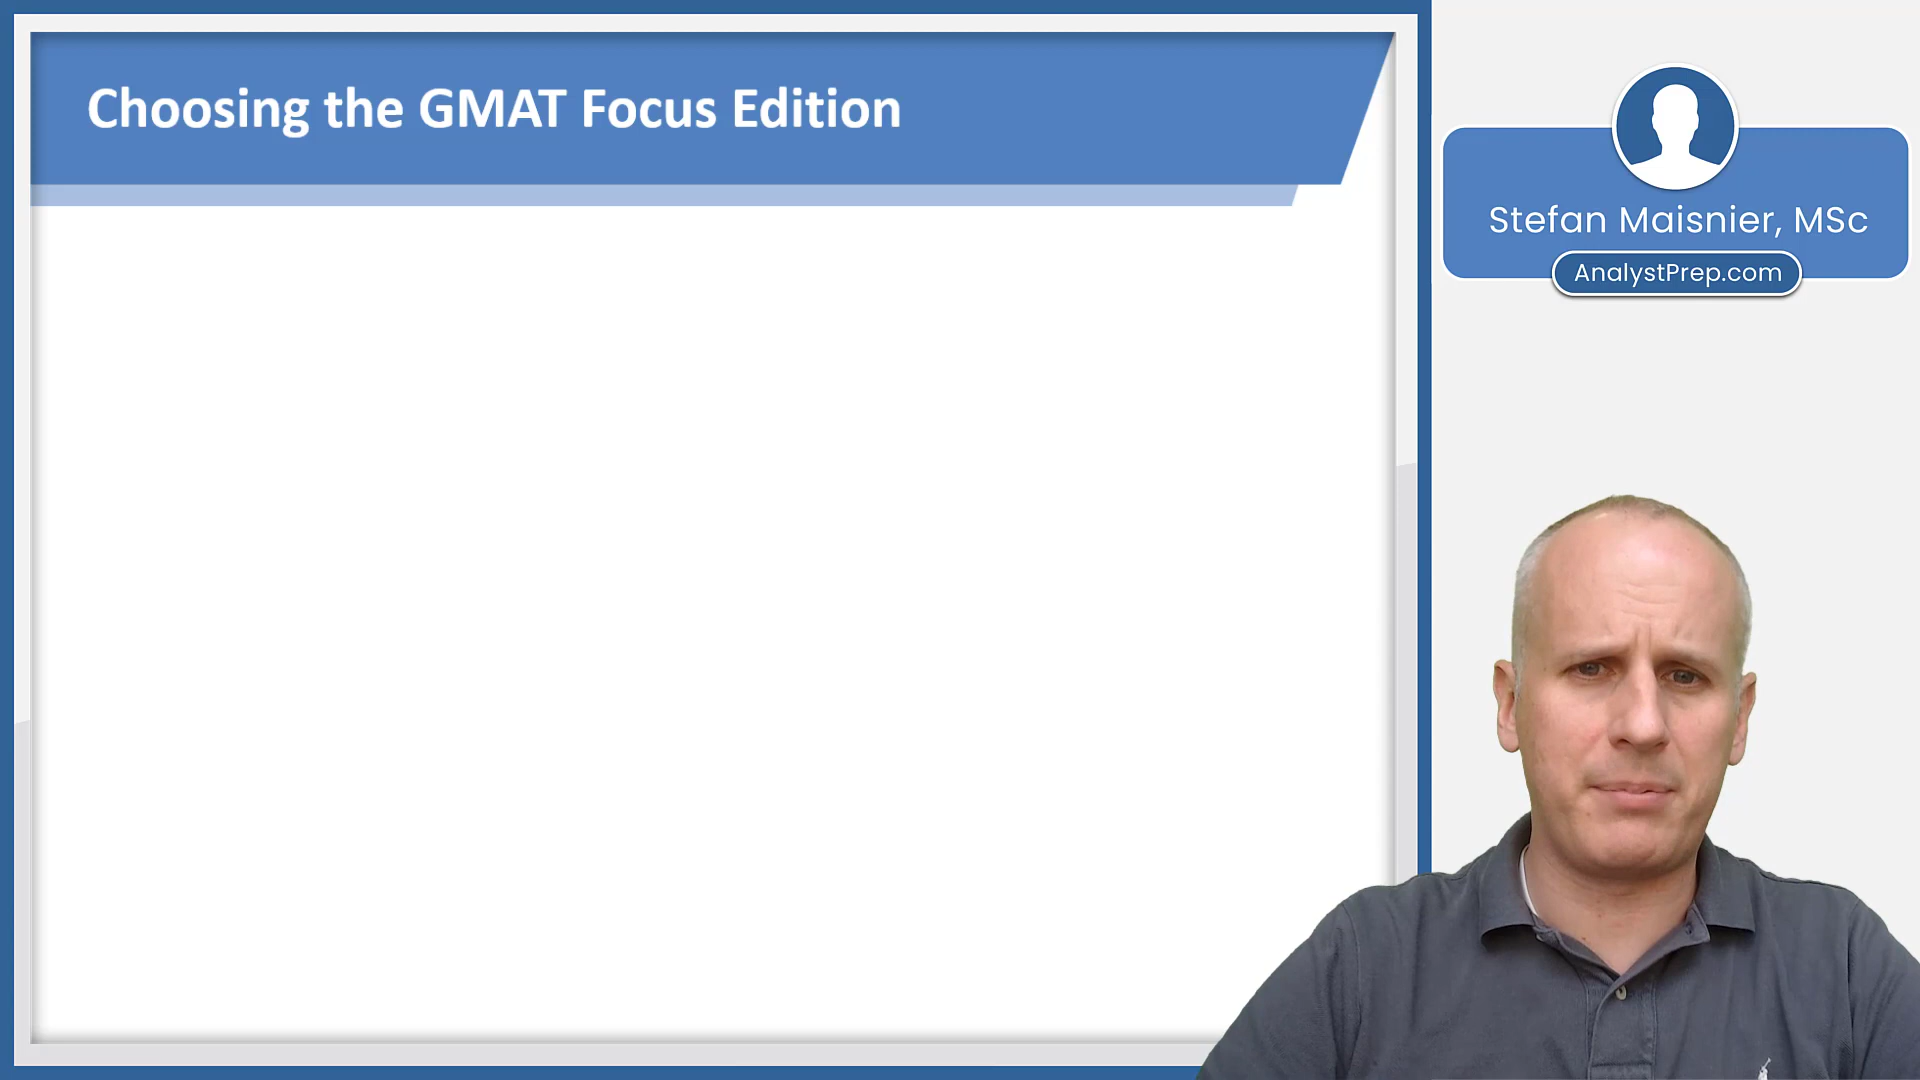 Choosing the GMAT Focus Edition
Stefan Maisnier, MSc
AnalystPrep.com